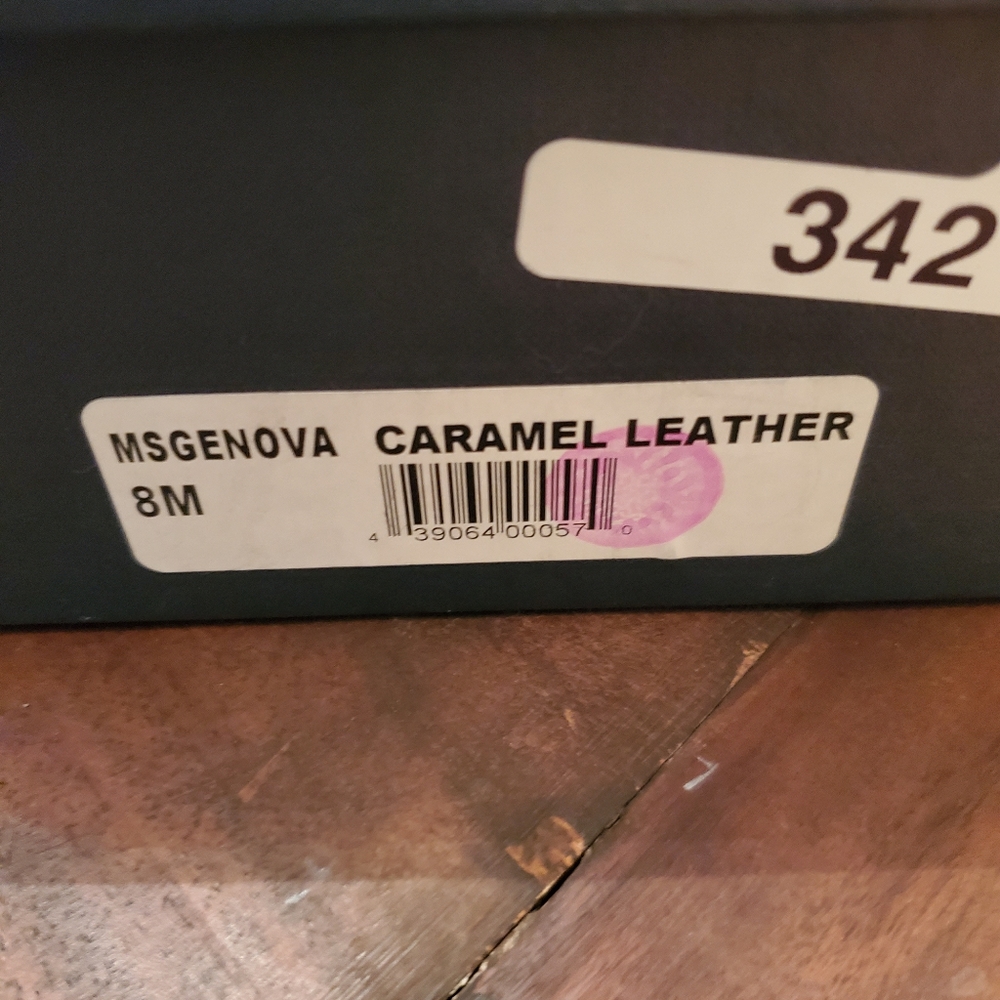 342
MSGENOVA CARAMEL LEATHER
8M
4 39064 00057 0